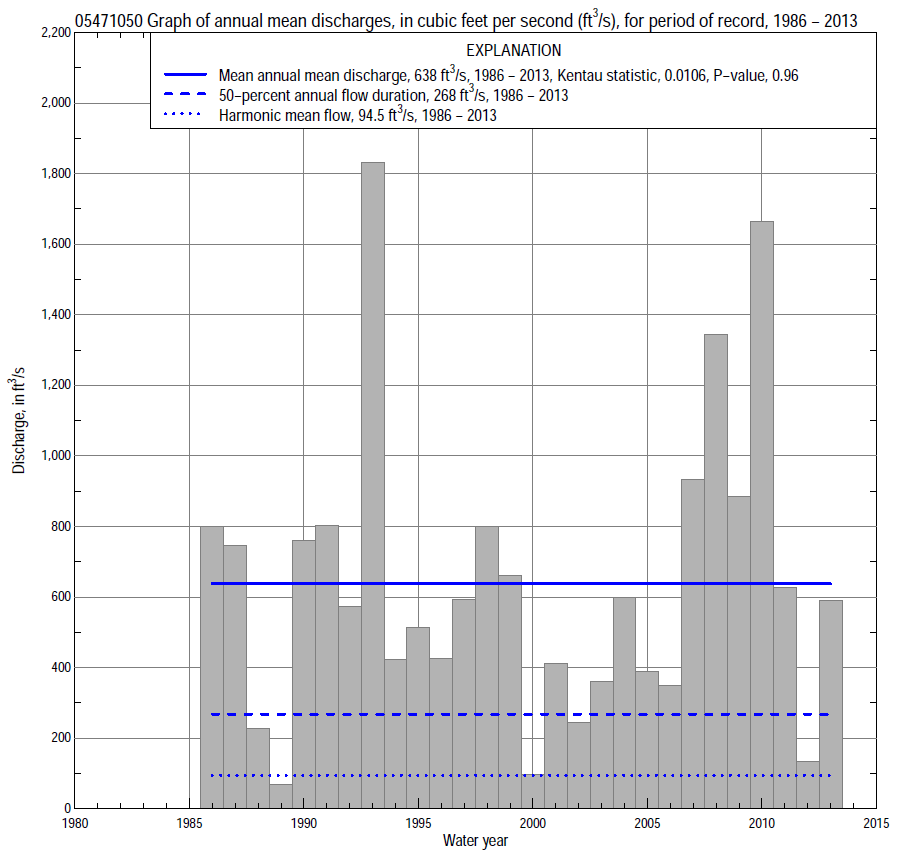 05471050 Graph of annual mean discharges, in cubic feet per second (ft³/s), for period of record, 1986 – 2013
EXPLANATION
Mean annual mean discharge, 638 ft³/s, 1986 – 2013, Kentau statistic, 0.0106, P–value, 0.96
50–percent annual flow duration, 268 ft³/s, 1986 – 2013
Harmonic mean flow, 94.5 ft³/s, 1986 – 2013
Discharge, in ft³/s
2,200
2,000
1,800
1,600
1,400
1,200
1,000
800
600
400
200
0
1980 1985 1990 1995 2000 2005 2010 2015
Water year